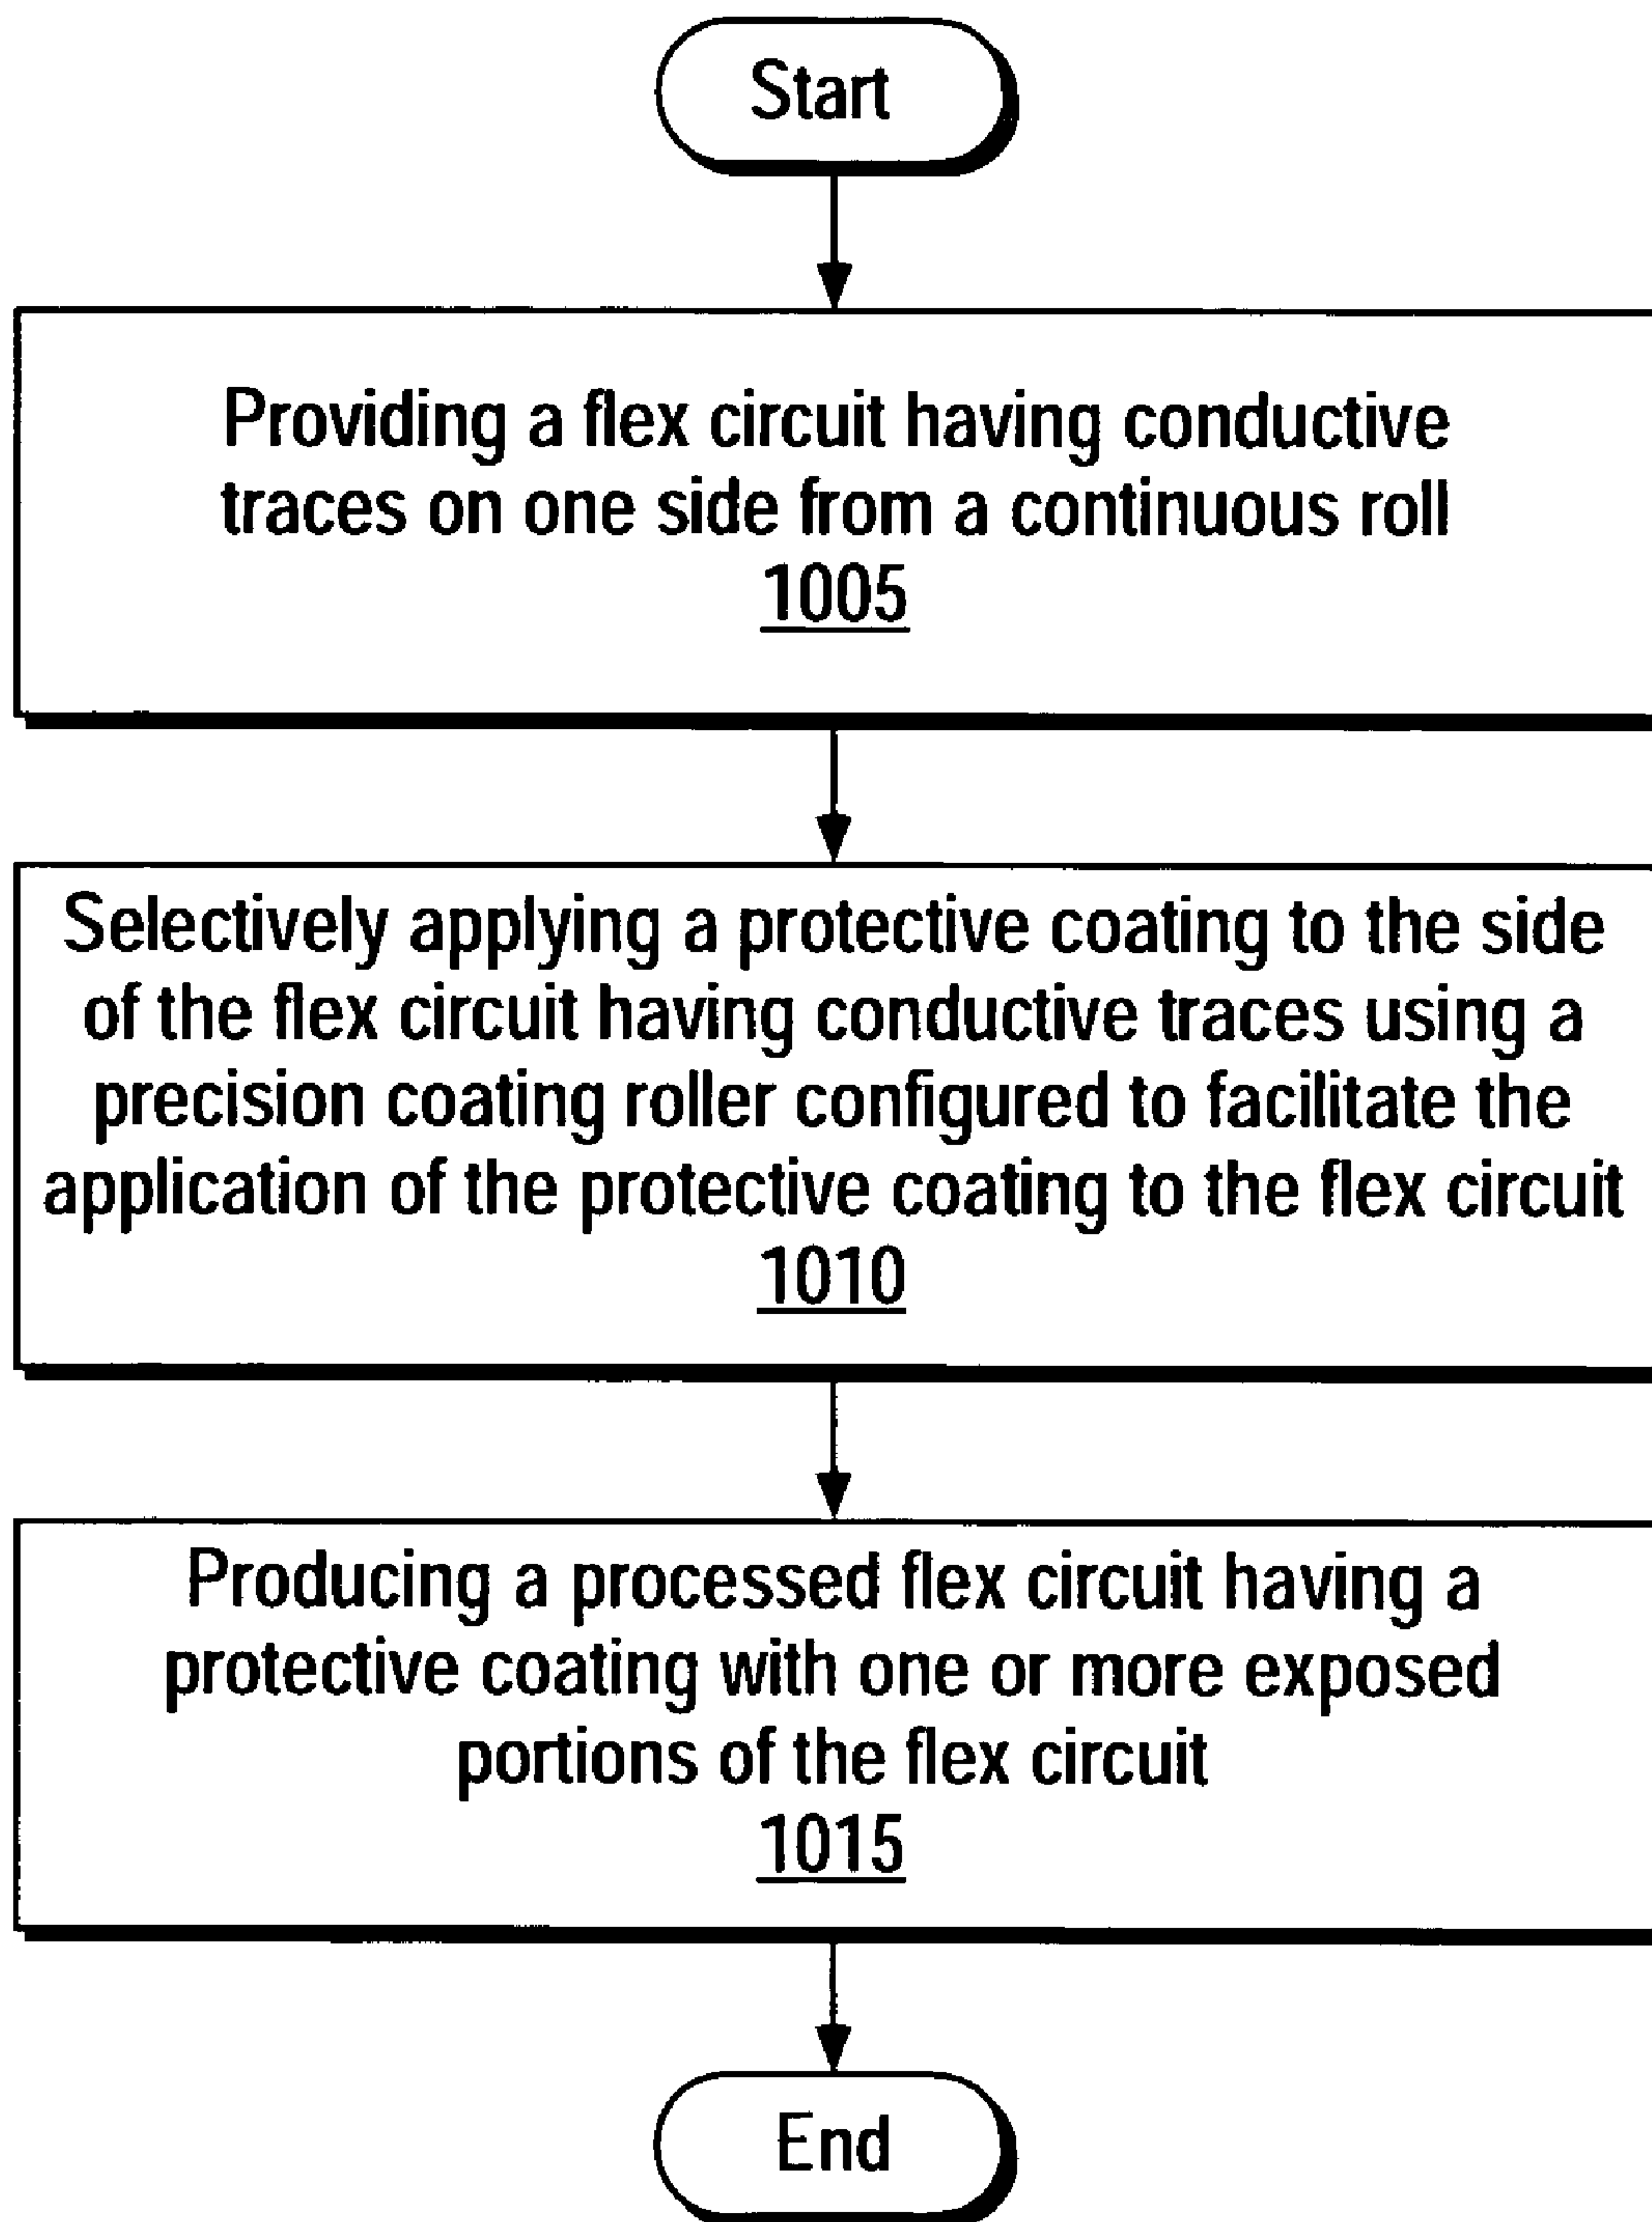 Start
Providing a flex circuit having conductive
traces on one side from a continuous roll
1005
Selectively applying a protective coating to the side
of the flex circuit having conductive traces using a
precision coating roller configured to facilitate the
application of the protective coating to the flex circuit
1010
Producing a processed flex circuit having a
protective coating with one or more exposed
portions of the flex circuit
1015
End